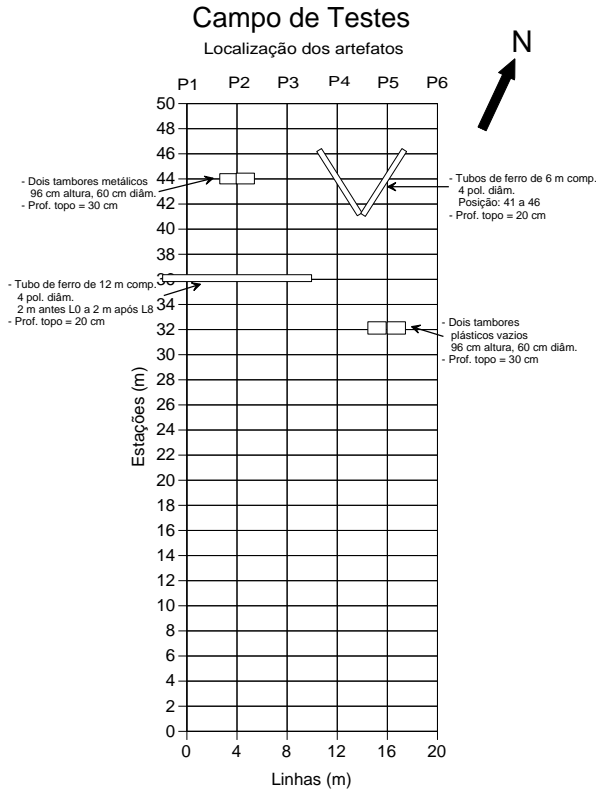 Campo de Testes
Localização dos artefatos
N
P1 P2 P3 P4 P5 P6
50
48
46
44
42
40
38
36
34
32
30
28
26
24
22
20
18
16
14
12
10
8
6
4
2
0
Estações (m)
- Dois tambores metálicos
96 cm altura, 60 cm diâm.
- Prof. topo = 30 cm
- Tubos de ferro de 6 m comp.
4 pol. diâm.
Posição: 41 a 46
- Prof. topo = 20 cm
- Tubo de ferro de 12 m comp.
4 pol. diâm.
2 m antes L0 a 2 m após L8
- Prof. topo = 20 cm
- Dois tambores
plásticos vazios
96 cm altura, 60 cm diâm.
- Prof. topo = 30 cm
0 4 8 12 16 20
Linhas (m)